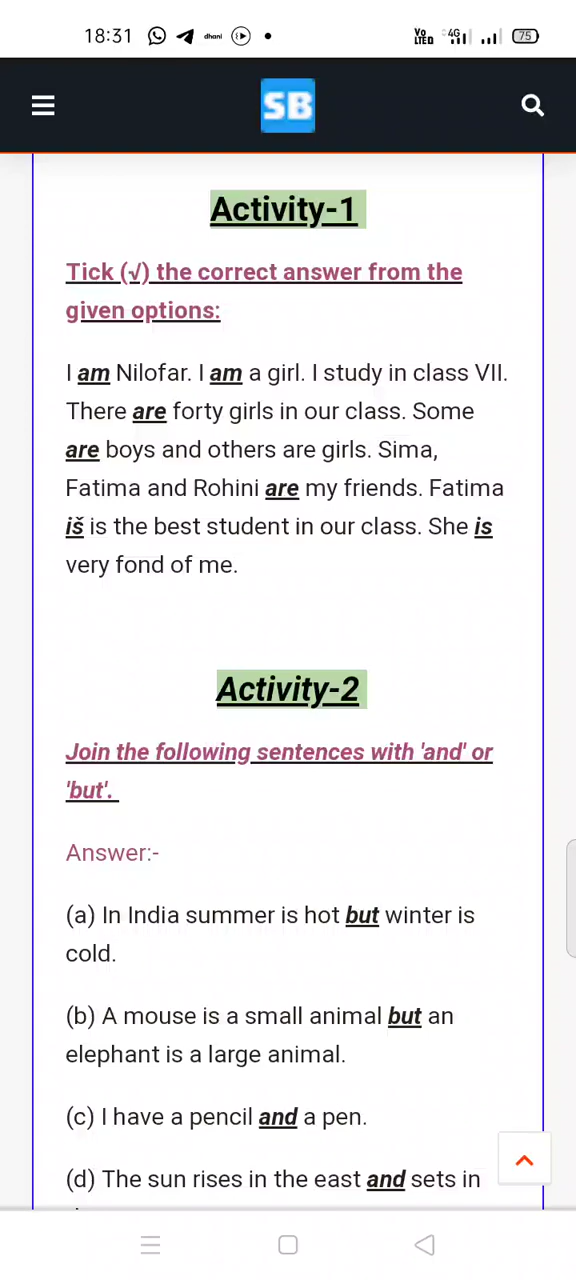 18:31 dhani VoLTED 4G 75
SB
Activity-1
Tick (√) the correct answer from the
given options:
I am Nilofar. I am a girl. I study in class VII.
There are forty girls in our class. Some
are boys and others are girls. Sima,
Fatima and Rohini are my friends. Fatima
iš is the best student in our class. She is
very fond of me.
Activity-2
Join the following sentences with 'and' or
'but'.
Answer:-
(a) In India summer is hot but winter is
cold.
(b) A mouse is a small animal but an
elephant is a large animal.
(c) I have a pencil and a pen.
(d) The sun rises in the east and sets in